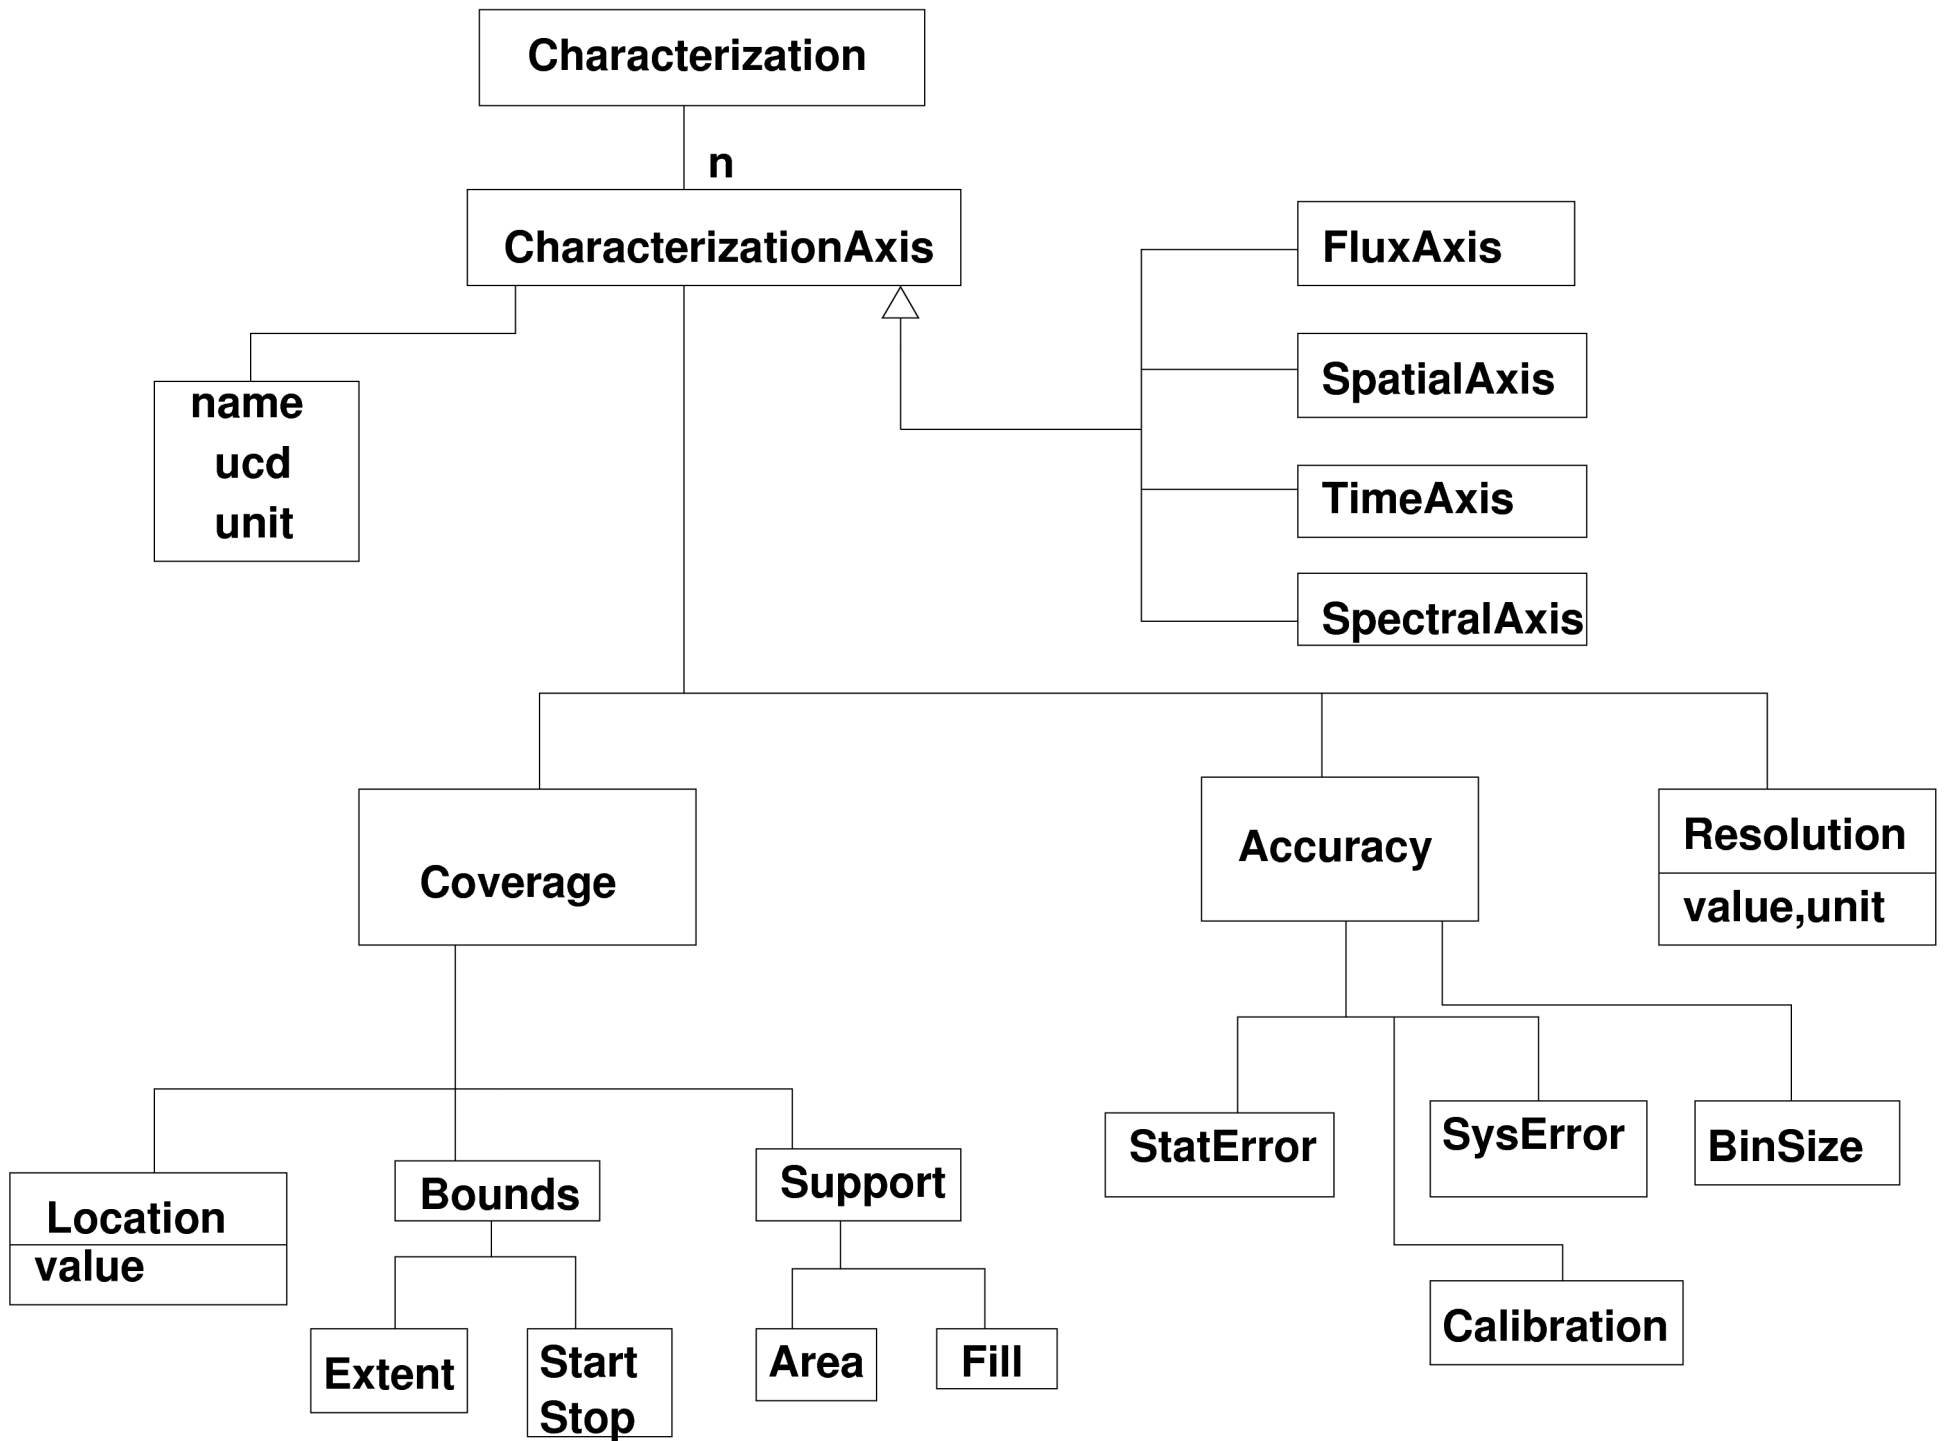 Characterization
n
CharacterizationAxis
FluxAxis
SpatialAxis
TimeAxis
SpectralAxis
name
ucd
unit
Coverage
Accuracy
Resolution
value,unit
Location
value
Bounds
Support
Extent
Start
Stop
Area
Fill
StatError
SysError
BinSize
Calibration